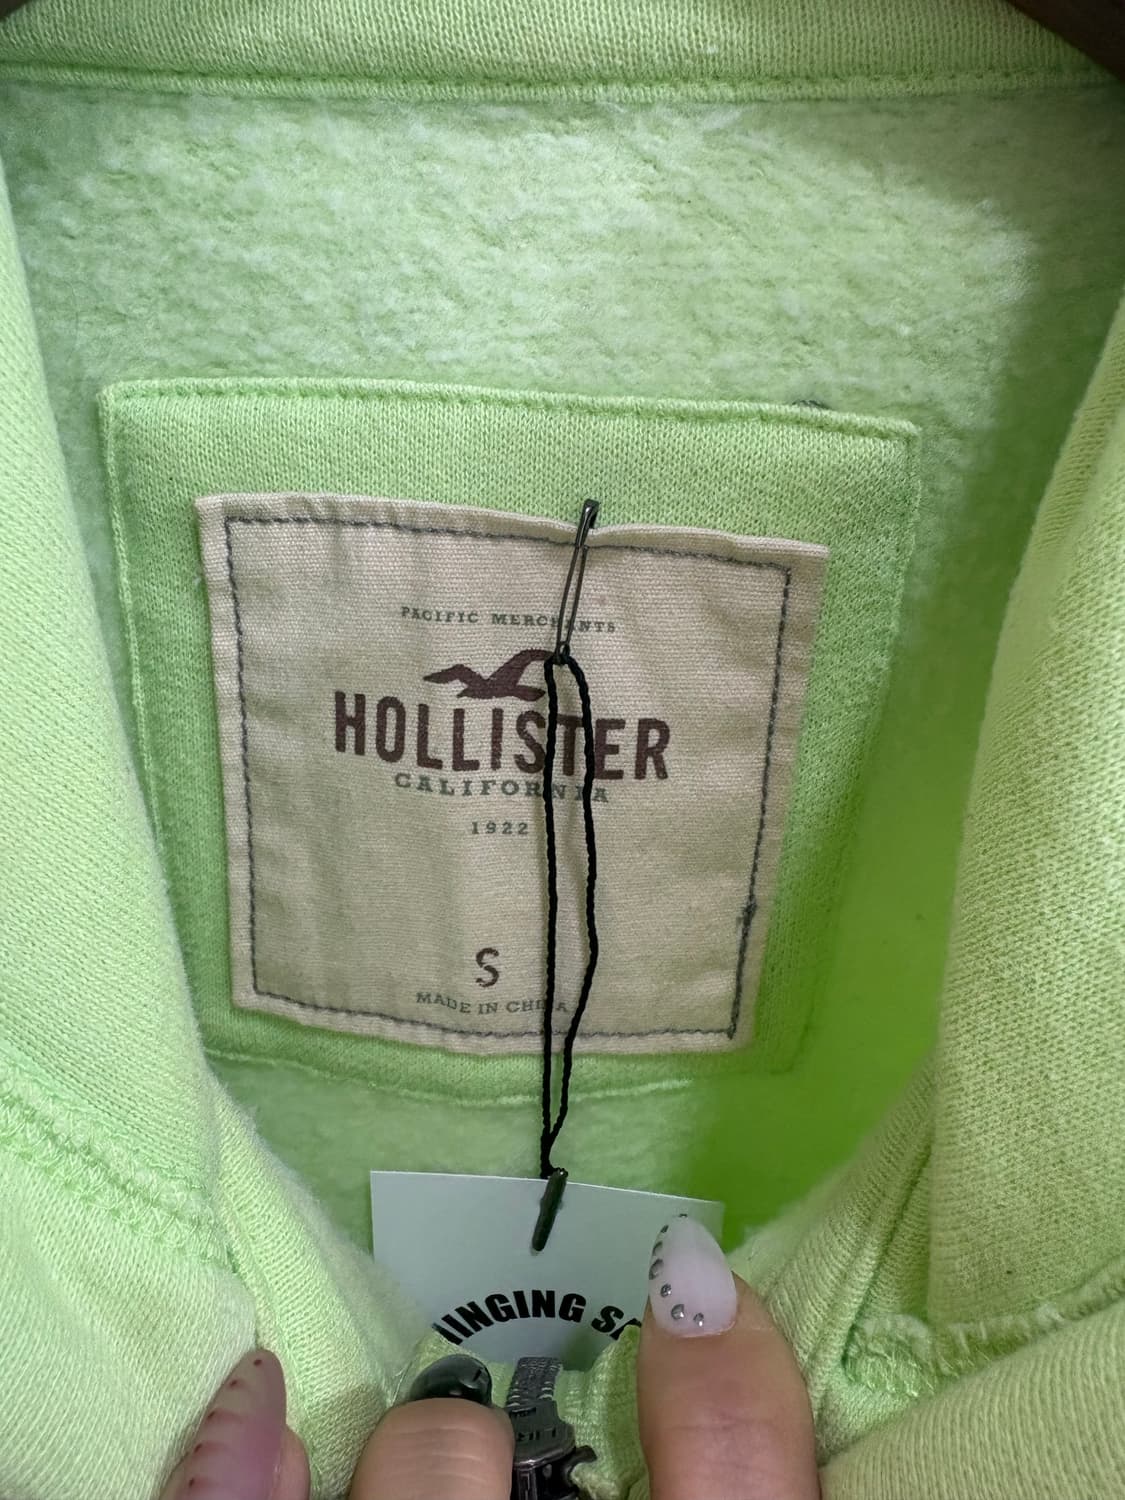 PACIFIC MERCHANTS
HOLLISTER
CALIFORNIA
1922
S
MADE IN CHINA